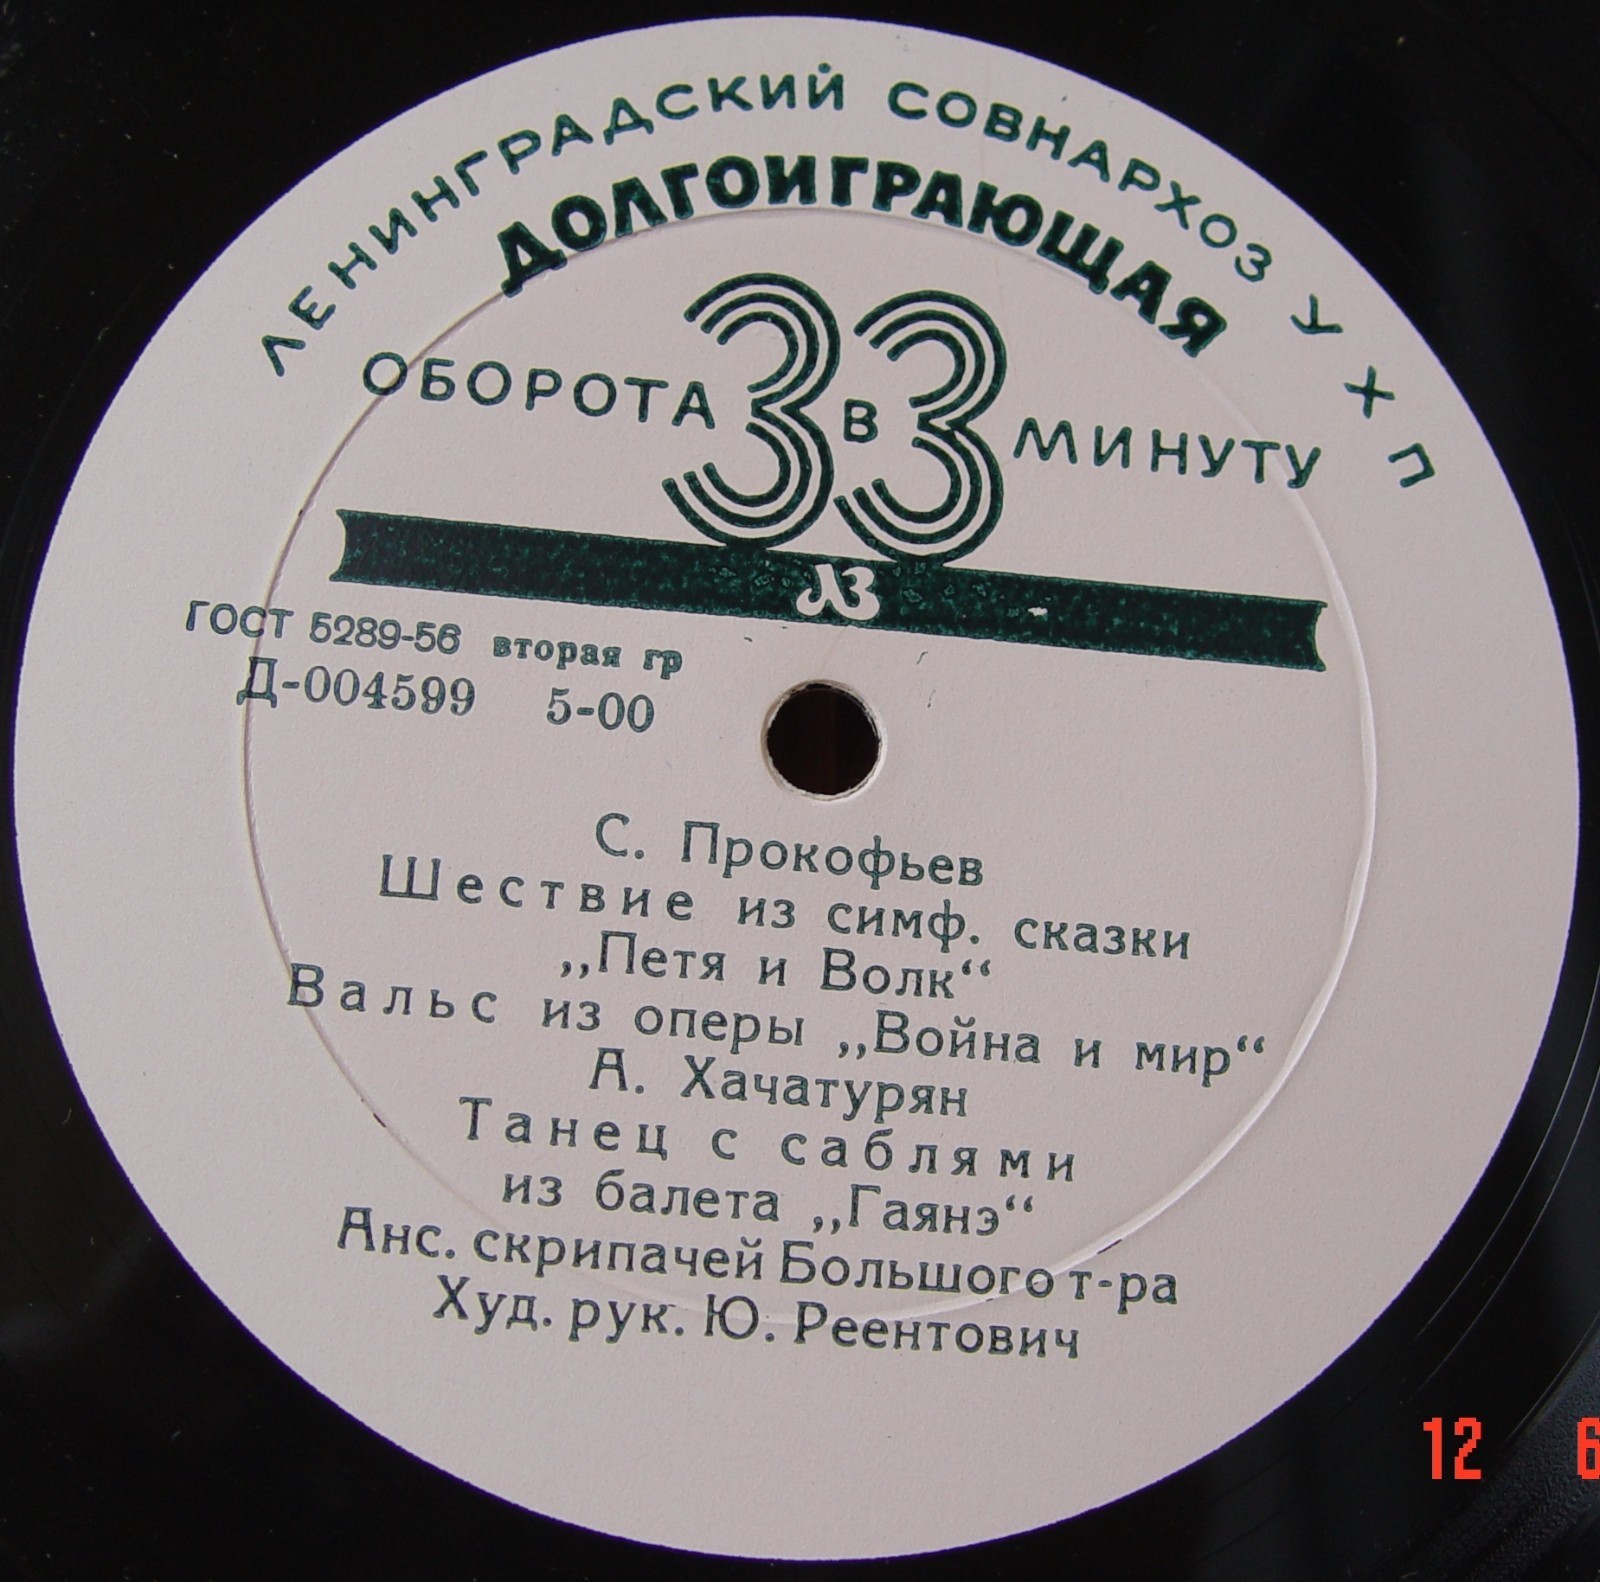 ЛЕНИНГРАДСКИЙ СОВНАРХОЗ УХП
ДОЛГОИГРАЮЩАЯ
33
ОБОРОТА В МИНУТУ
ЛЗ
ГОСТ 5289-56 вторая гр
Д-004599 5-00
С. Прокофьев
Шествие из симф. сказки
„Петя и Волк“
Вальс из оперы „Война и мир“
А. Хачатурян
Танец с саблями
из балета „Гаянэ“
Анс. скрипачей Большого т-ра
Худ. рук. Ю. Реентович
12 6